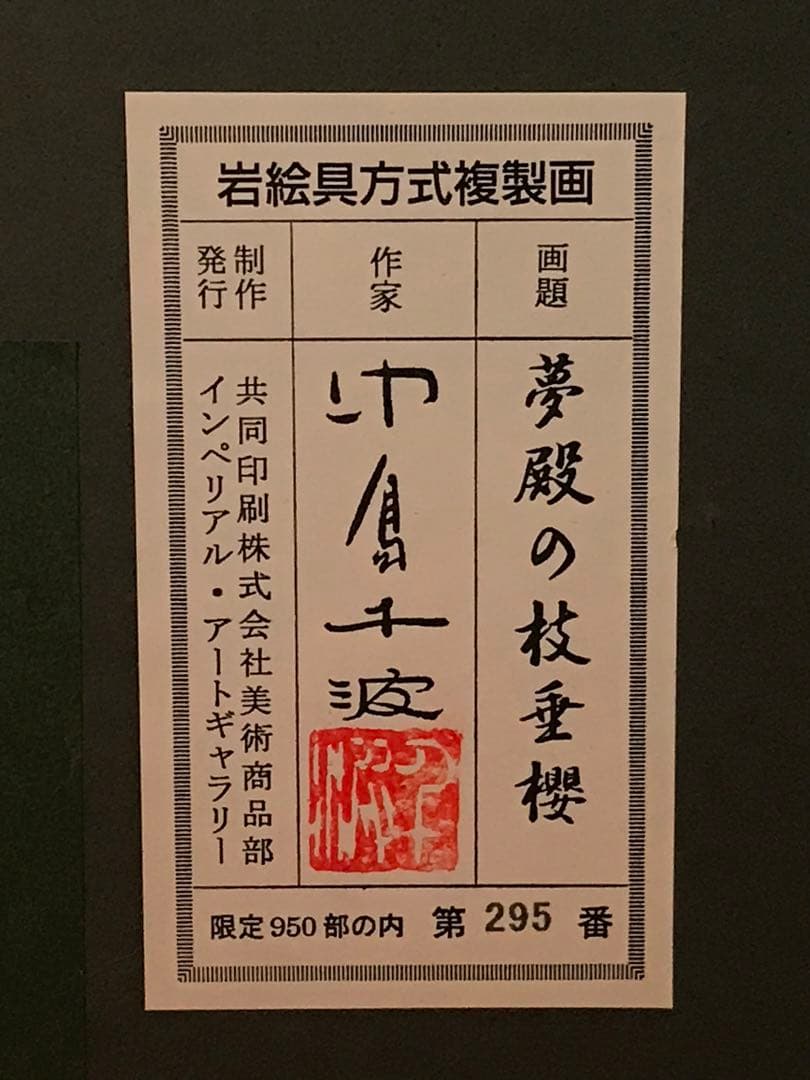 岩絵具方式複製画
画題
夢殿の枝垂櫻
作家
中島千波
制作
発行
共同印刷株式会社美術商品部
インペリアル・アートギャラリー
限定950部の内 第 295 番